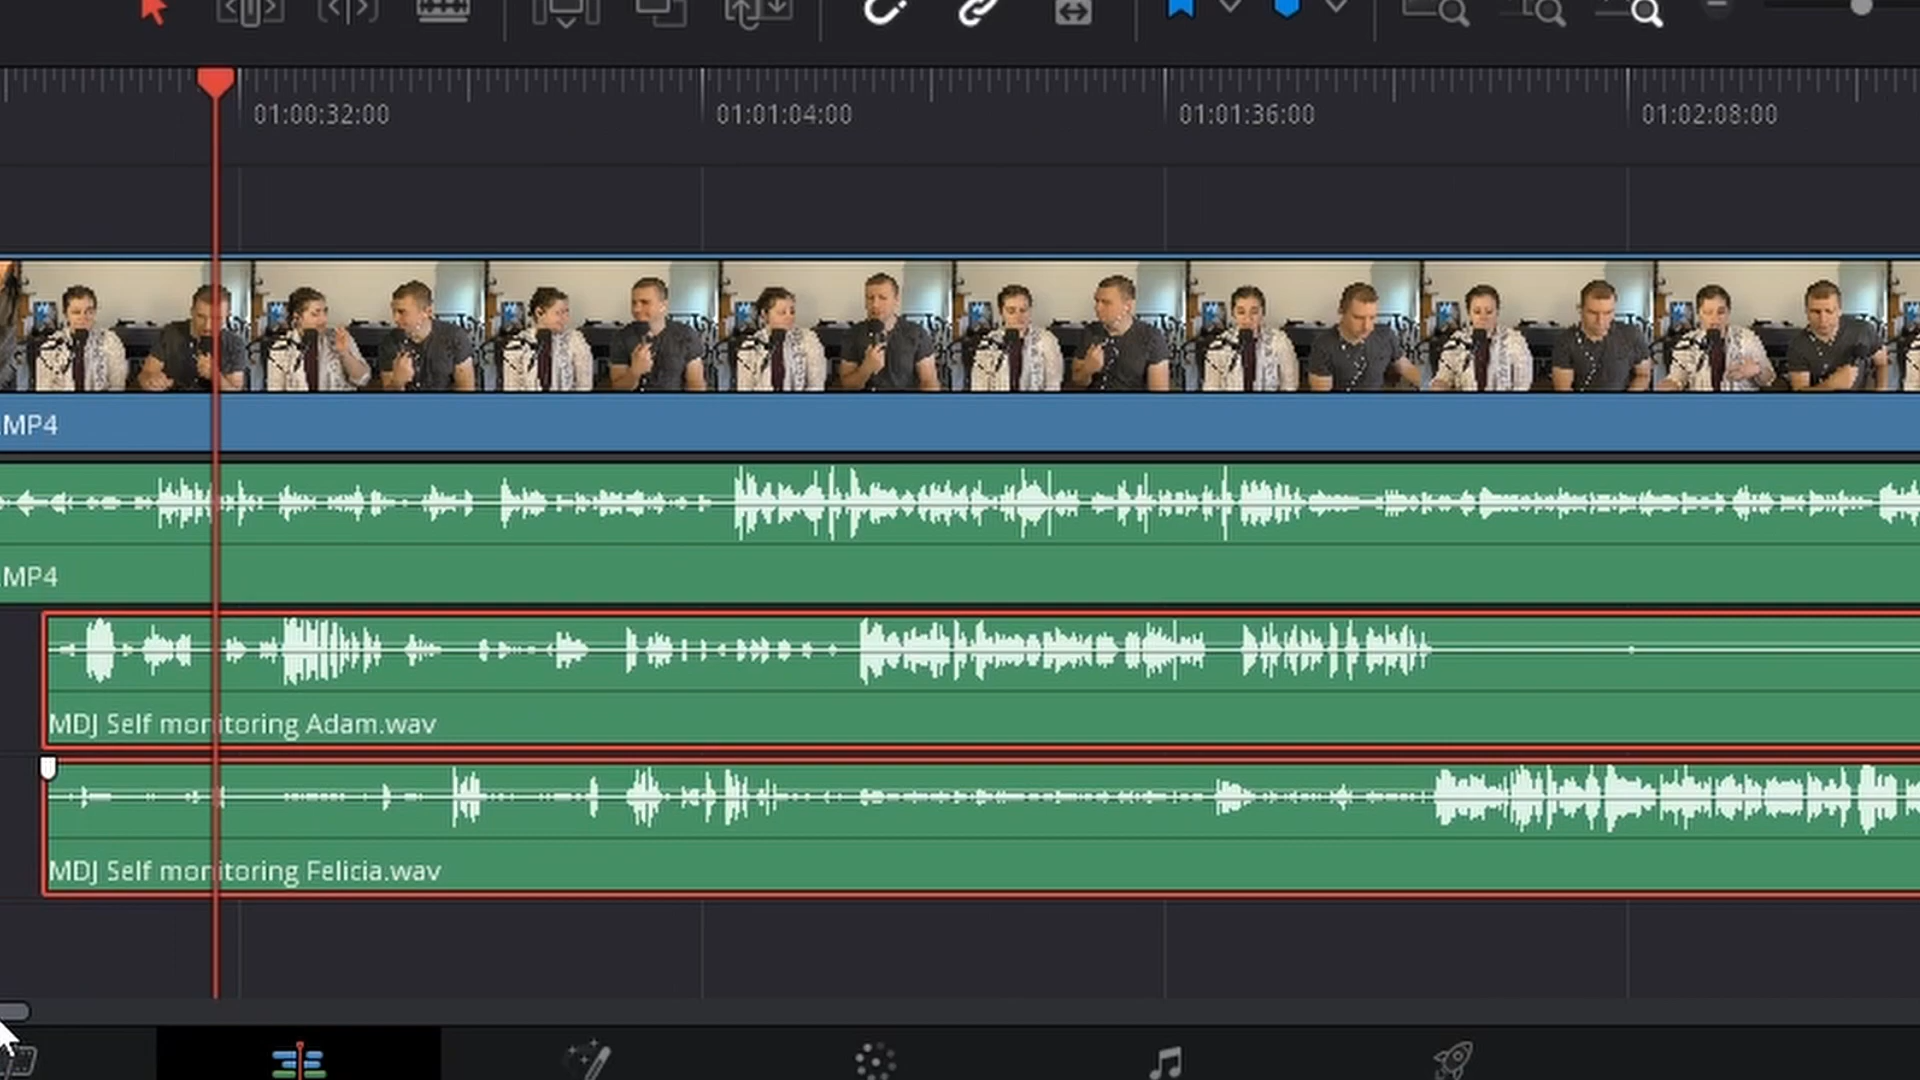 01:00:32:00
01:01:04:00
01:01:36:00
01:02:08:00
MP4
MP4
MDJ Self monitoring Adam.wav
MDJ Self monitoring Felicia.wav